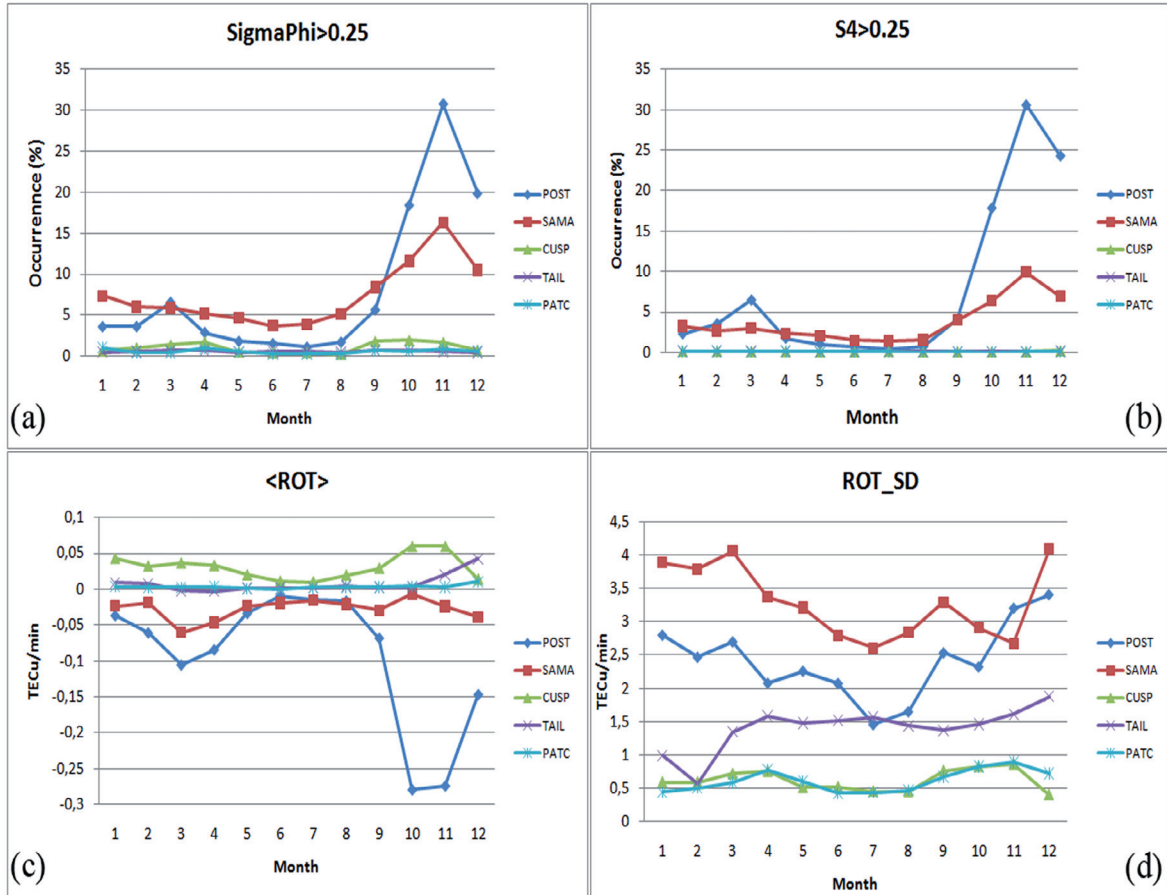 SigmaPhi>0.25
Occurrennce (%)
35
30
25
20
15
10
5
0
1 2 3 4 5 6 7 8 9 10 11 12
Month
POST
SAMA
CUSP
TAIL
PATC
(a)
S4>0.25
Occurrence (%)
35
30
25
20
15
10
5
0
1 2 3 4 5 6 7 8 9 10 11 12
Month
POST
SAMA
CUSP
TAIL
PATC
(b)
<ROT>
TECu/min
0,1
0,05
0
-0,05
-0,1
-0,15
-0,2
-0,25
-0,3
1 2 3 4 5 6 7 8 9 10 11 12
Month
POST
SAMA
CUSP
TAIL
PATC
(c)
ROT_SD
TECu/min
4,5
4
3,5
3
2,5
2
1,5
1
0,5
0
1 2 3 4 5 6 7 8 9 10 11 12
Month
POST
SAMA
CUSP
TAIL
PATC
(d)